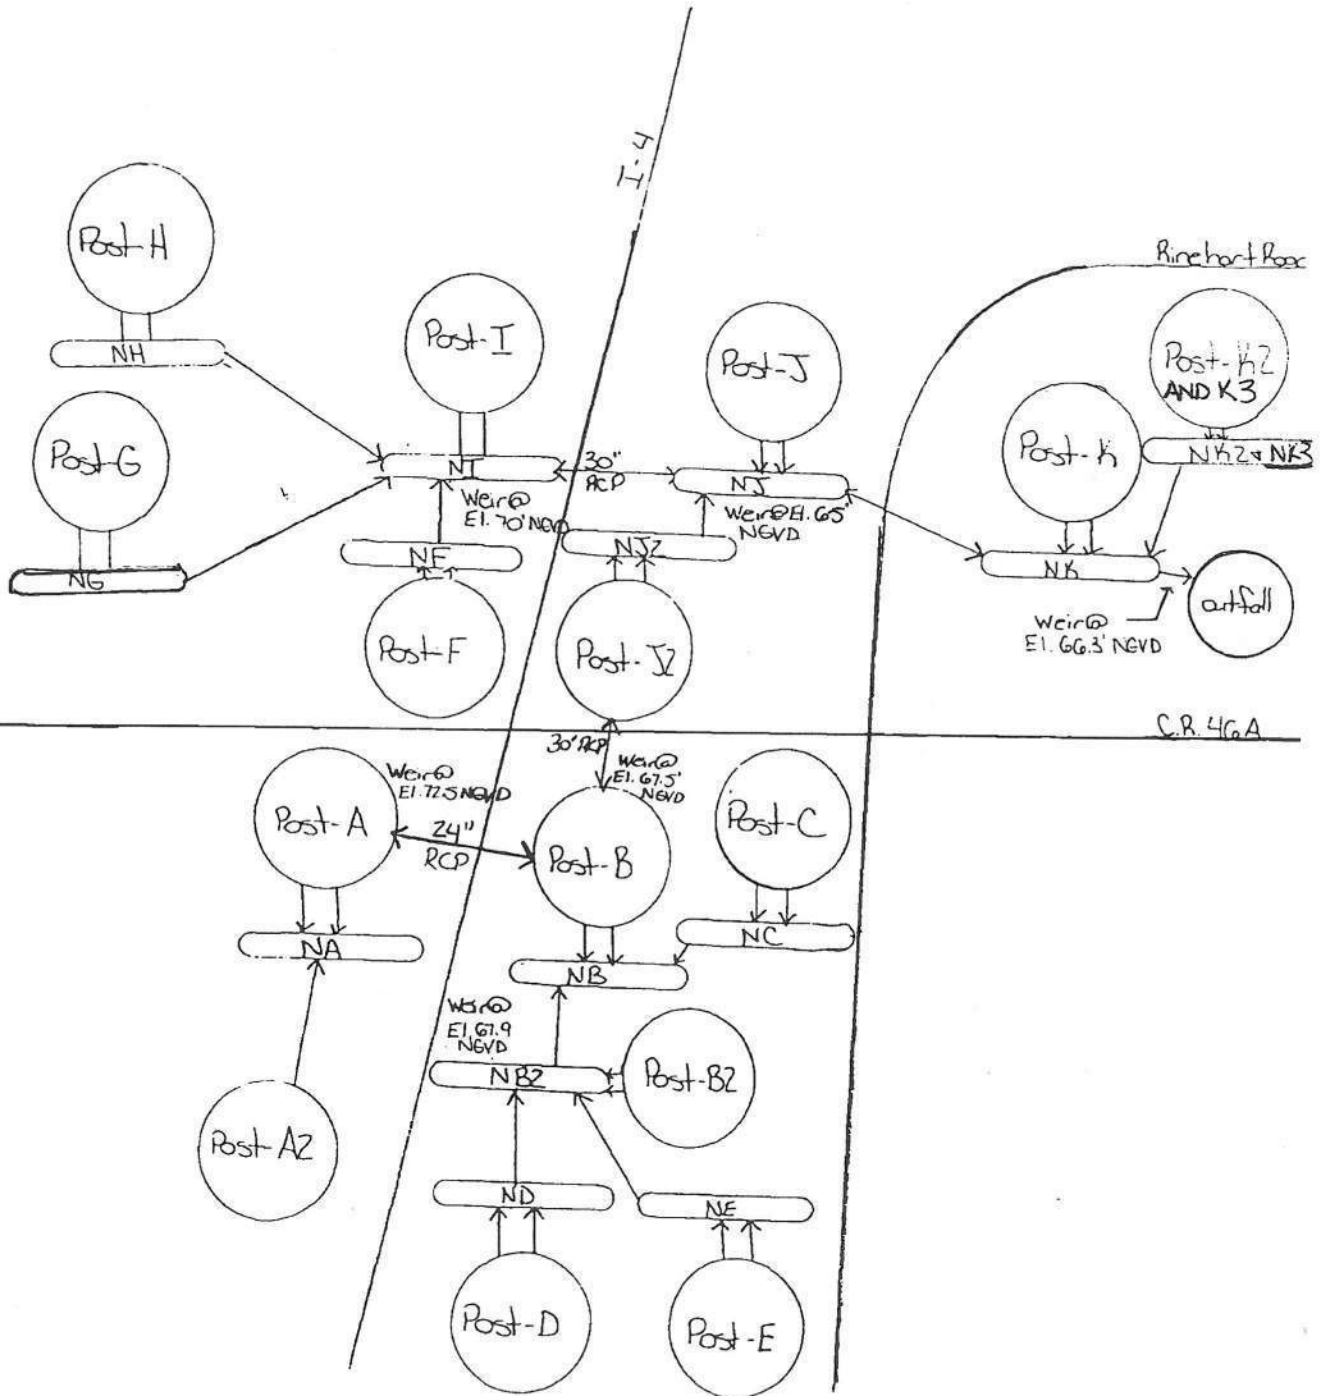 I-4
Rinehart Roa
Post-H
NH
Post-I
Post-J
Post-K2
AND K3
Post-G
Post-K
NI
30"
RCP
NJ
NK2 & NK3
Weir@
El. 70' NGVD
Weir@El. 65'
NGVD
NF
NJ2
NK
NG
outfall
Weir@
El. 66.3' NGVD
Post-F
Post-J2
C.R. 46A
30" RCP
Weir@
El. 67.5'
NGVD
Weir@
El. 72.5 NGVD
Post-A
24"
RCP
Post-B
Post-C
NA
NC
NB
Weir@
El. 67.9
NGVD
NB2
Post-B2
Post-A2
ND
NE
Post-D
Post-E